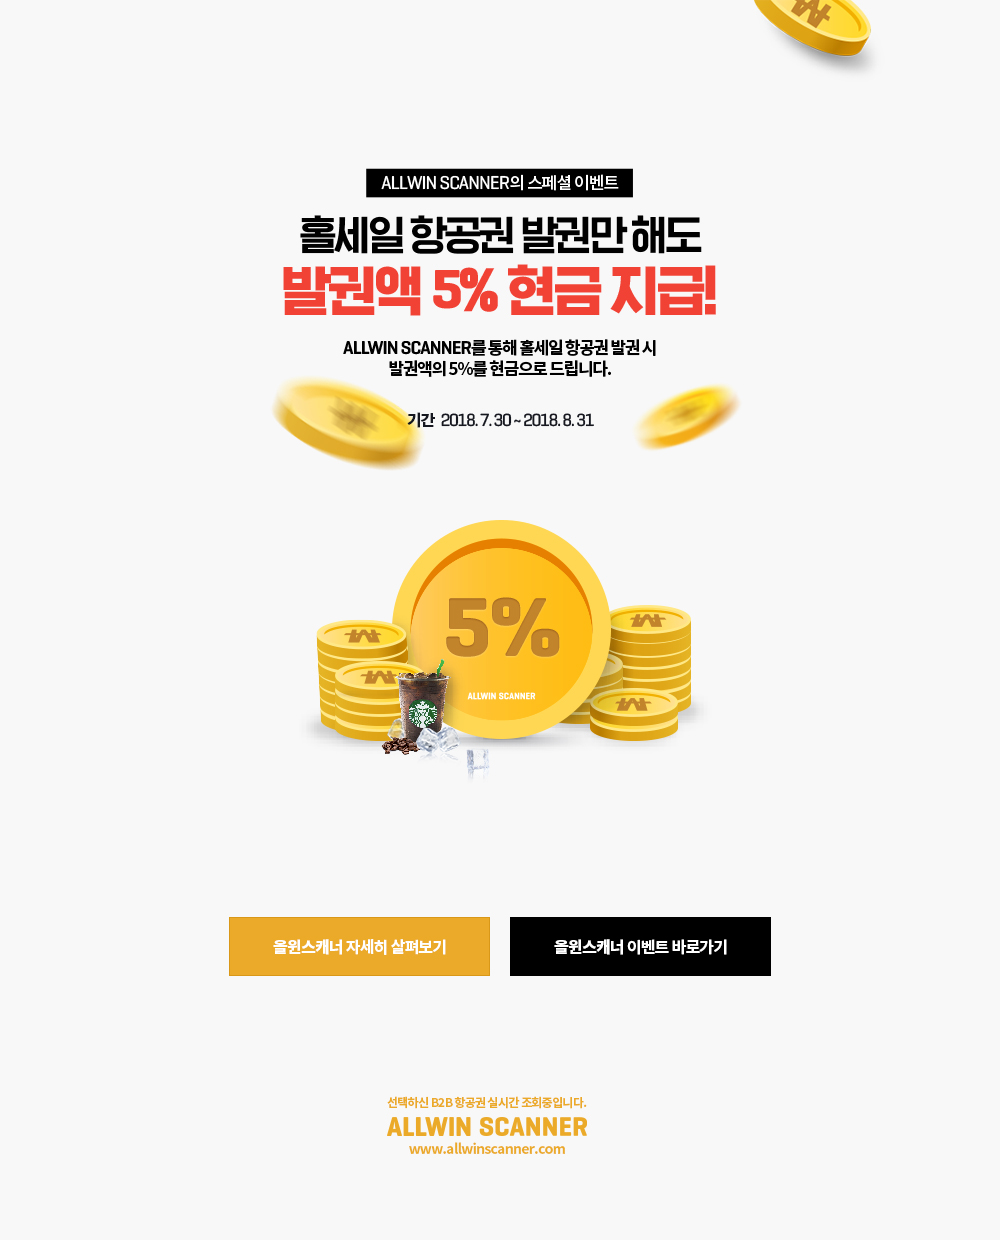 ALLWIN SCANNER의 스페셜 이벤트
홀세일 항공권 발권만 해도
발권액 5% 현금 지급!
ALLWIN SCANNER를 통해 홀세일 항공권 발권 시
발권액의 5%를 현금으로 드립니다.
기간 2018. 7. 30 ~ 2018. 8. 31
5%
ALLWIN SCANNER
올윈스캐너 자세히 살펴보기
올윈스캐너 이벤트 바로가기
선택하신 B2B 항공권 실시간 조회중입니다.
ALLWIN SCANNER
www.allwinscanner.com